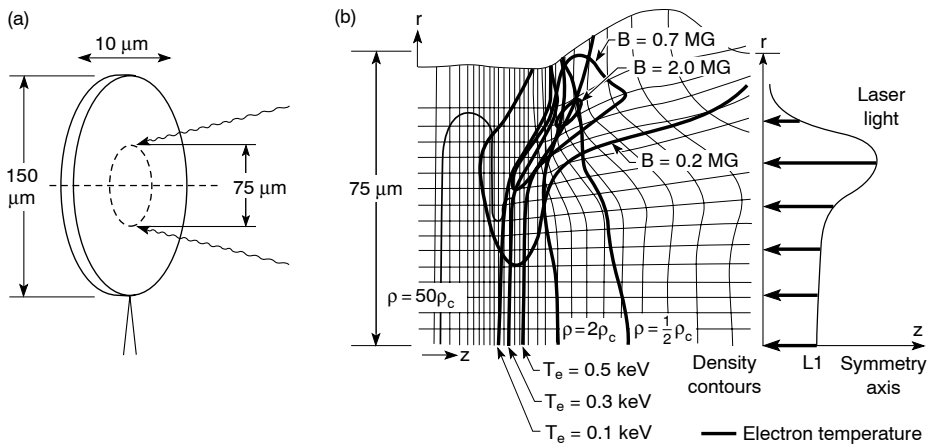 (a)
10 μm
150
μm
75 μm
(b)
r
75 μm
z
B = 0.7 MG
B = 2.0 MG
B = 0.2 MG
ρ = 50ρc
ρ = 2ρc
ρ = 1/2 ρc
Te = 0.5 keV
Te = 0.3 keV
Te = 0.1 keV
r
Laser
light
z
Density
contours
L1
Symmetry
axis
Electron temperature